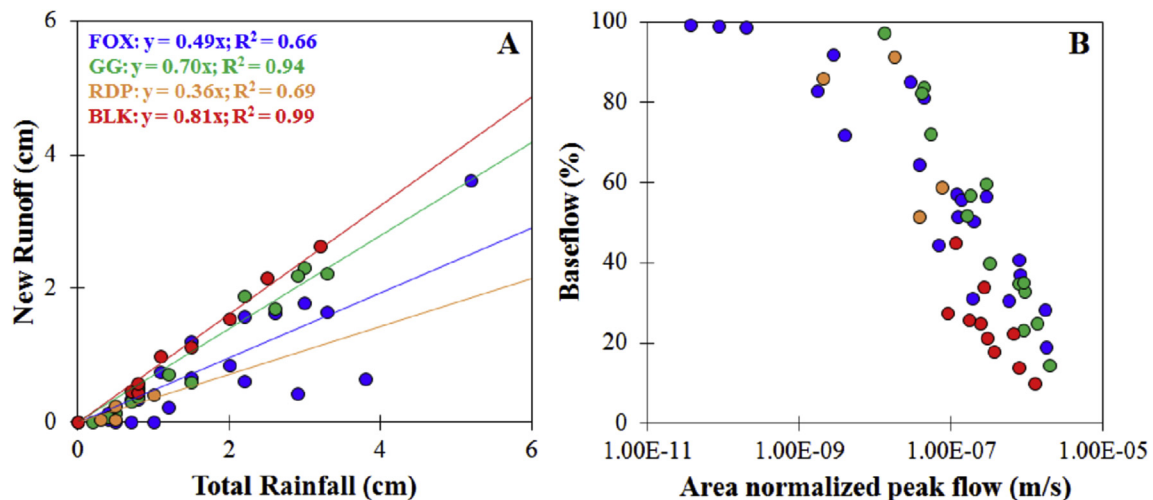 A
FOX: y = 0.49x; R² = 0.66
GG: y = 0.70x; R² = 0.94
RDP: y = 0.36x; R² = 0.69
BLK: y = 0.81x; R² = 0.99
New Runoff (cm)
6
4
2
0
0 2 4 6
Total Rainfall (cm)
B
Baseflow (%)
100
80
60
40
20
0
1.00E-11 1.00E-09 1.00E-07 1.00E-05
Area normalized peak flow (m/s)